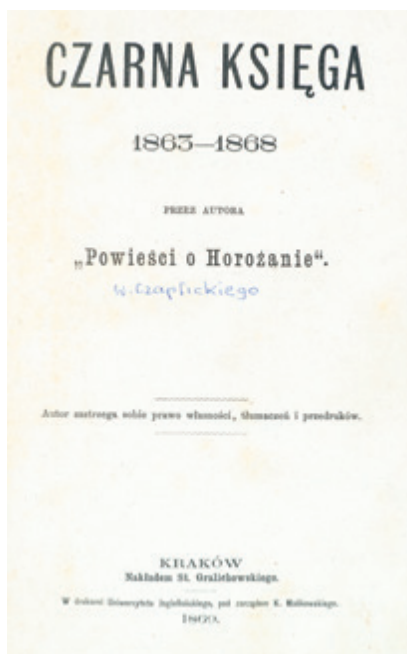 CZARNA KSIĘGA
1863—1868
PRZEZ AUTORA
„Powieści o Horożanie“.
W. Czaplickiego
Autor zastrzega sobie prawo własności, tłumaczeń i przedruków.
KRAKÓW
Nakładem St. Gralichowskiego.
W drukarni Uniwersytetu Jagiellońskiego, pod zarządem K. Mańkowskiego.
1869.